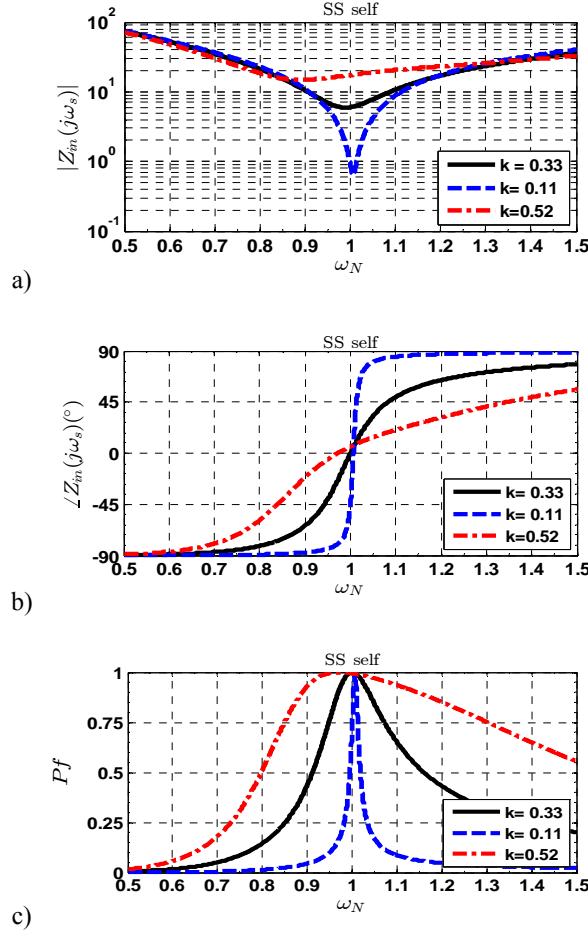 SS self
|Z_in(jω_s)|
10^2
10^1
10^0
10^-1
k = 0.33
k= 0.11
k=0.52
0.5 0.6 0.7 0.8 0.9 1 1.1 1.2 1.3 1.4 1.5
ω_N
a)
SS self
∠Z_in(jω_s)(°)
90
45
0
-45
-90
k = 0.33
k= 0.11
k=0.52
0.5 0.6 0.7 0.8 0.9 1 1.1 1.2 1.3 1.4 1.5
ω_N
b)
SS self
Pf
1
0.75
0.5
0.25
0
k = 0.33
k= 0.11
k=0.52
0.5 0.6 0.7 0.8 0.9 1 1.1 1.2 1.3 1.4 1.5
ω_N
c)